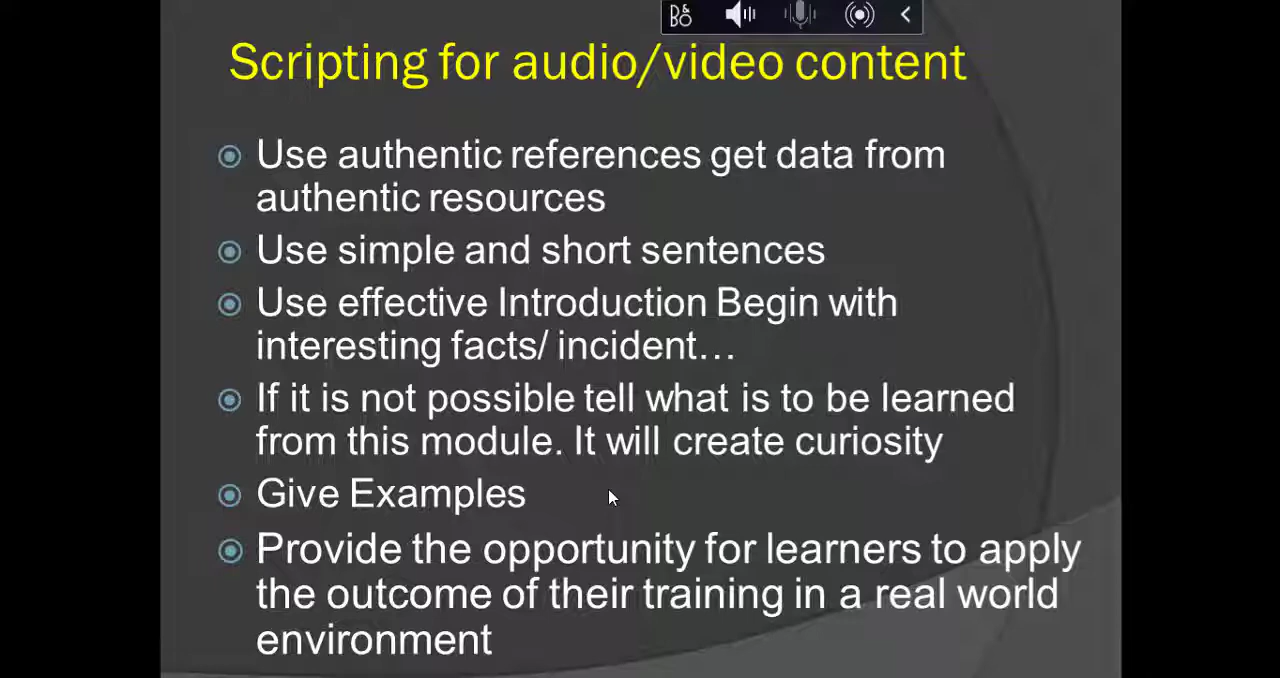 B&O
Scripting for audio/video content
Use authentic references get data from
authentic resources
Use simple and short sentences
Use effective Introduction Begin with
interesting facts/ incident…
If it is not possible tell what is to be learned
from this module. It will create curiosity
Give Examples
Provide the opportunity for learners to apply
the outcome of their training in a real world
environment